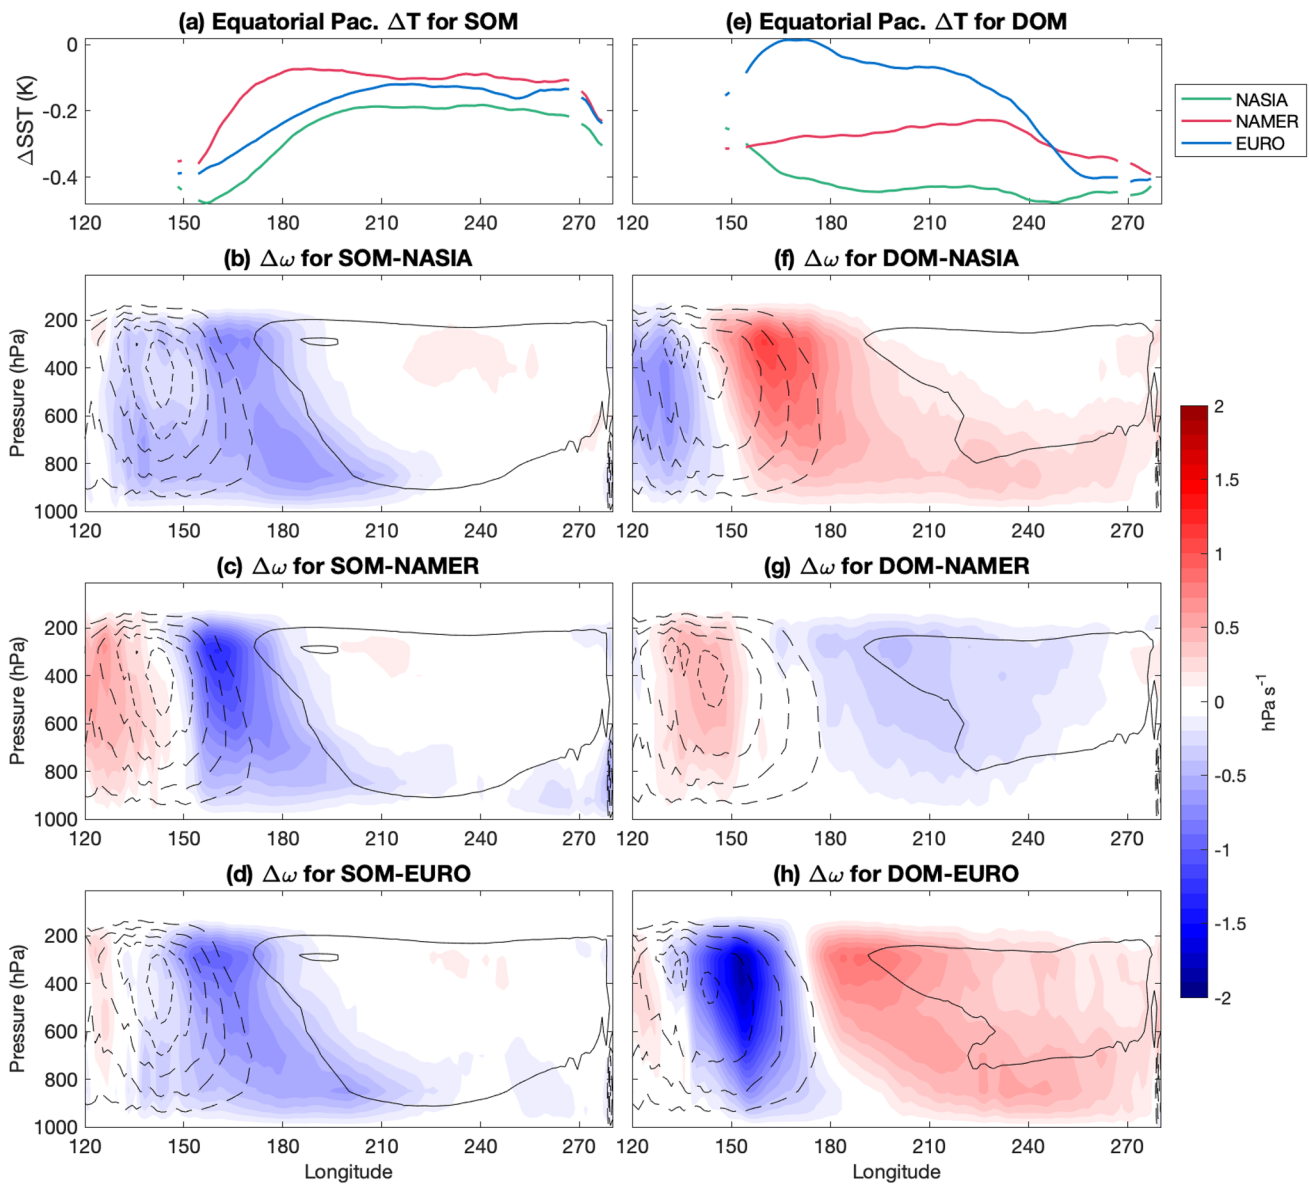 (a) Equatorial Pac. ΔT for SOM
ΔSST (K)
0
-0.2
-0.4
150 180 210 240 270
(e) Equatorial Pac. ΔT for DOM
150 180 210 240 270
NASIA
NAMER
EURO
(b) Δω for SOM-NASIA
Pressure (hPa)
200
400
600
800
1000
120 150 180 210 240 270
(f) Δω for DOM-NASIA
120 150 180 210 240 270
(c) Δω for SOM-NAMER
Pressure (hPa)
200
400
600
800
1000
120 150 180 210 240 270
(g) Δω for DOM-NAMER
120 150 180 210 240 270
(d) Δω for SOM-EURO
Pressure (hPa)
200
400
600
800
1000
120 150 180 210 240 270
Longitude
(h) Δω for DOM-EURO
120 150 180 210 240 270
Longitude
2
1.5
1
0.5
0
-0.5
-1
-1.5
-2
hPa s⁻¹